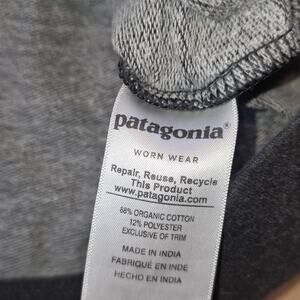 patagonia®
WORN WEAR
Repair, Reuse, Recycle
This Product
www.patagonia.com
88% ORGANIC COTTON
12% POLYESTER
EXCLUSIVE OF TRIM
MADE IN INDIA
FABRIQUÉ EN INDE
HECHO EN INDIA